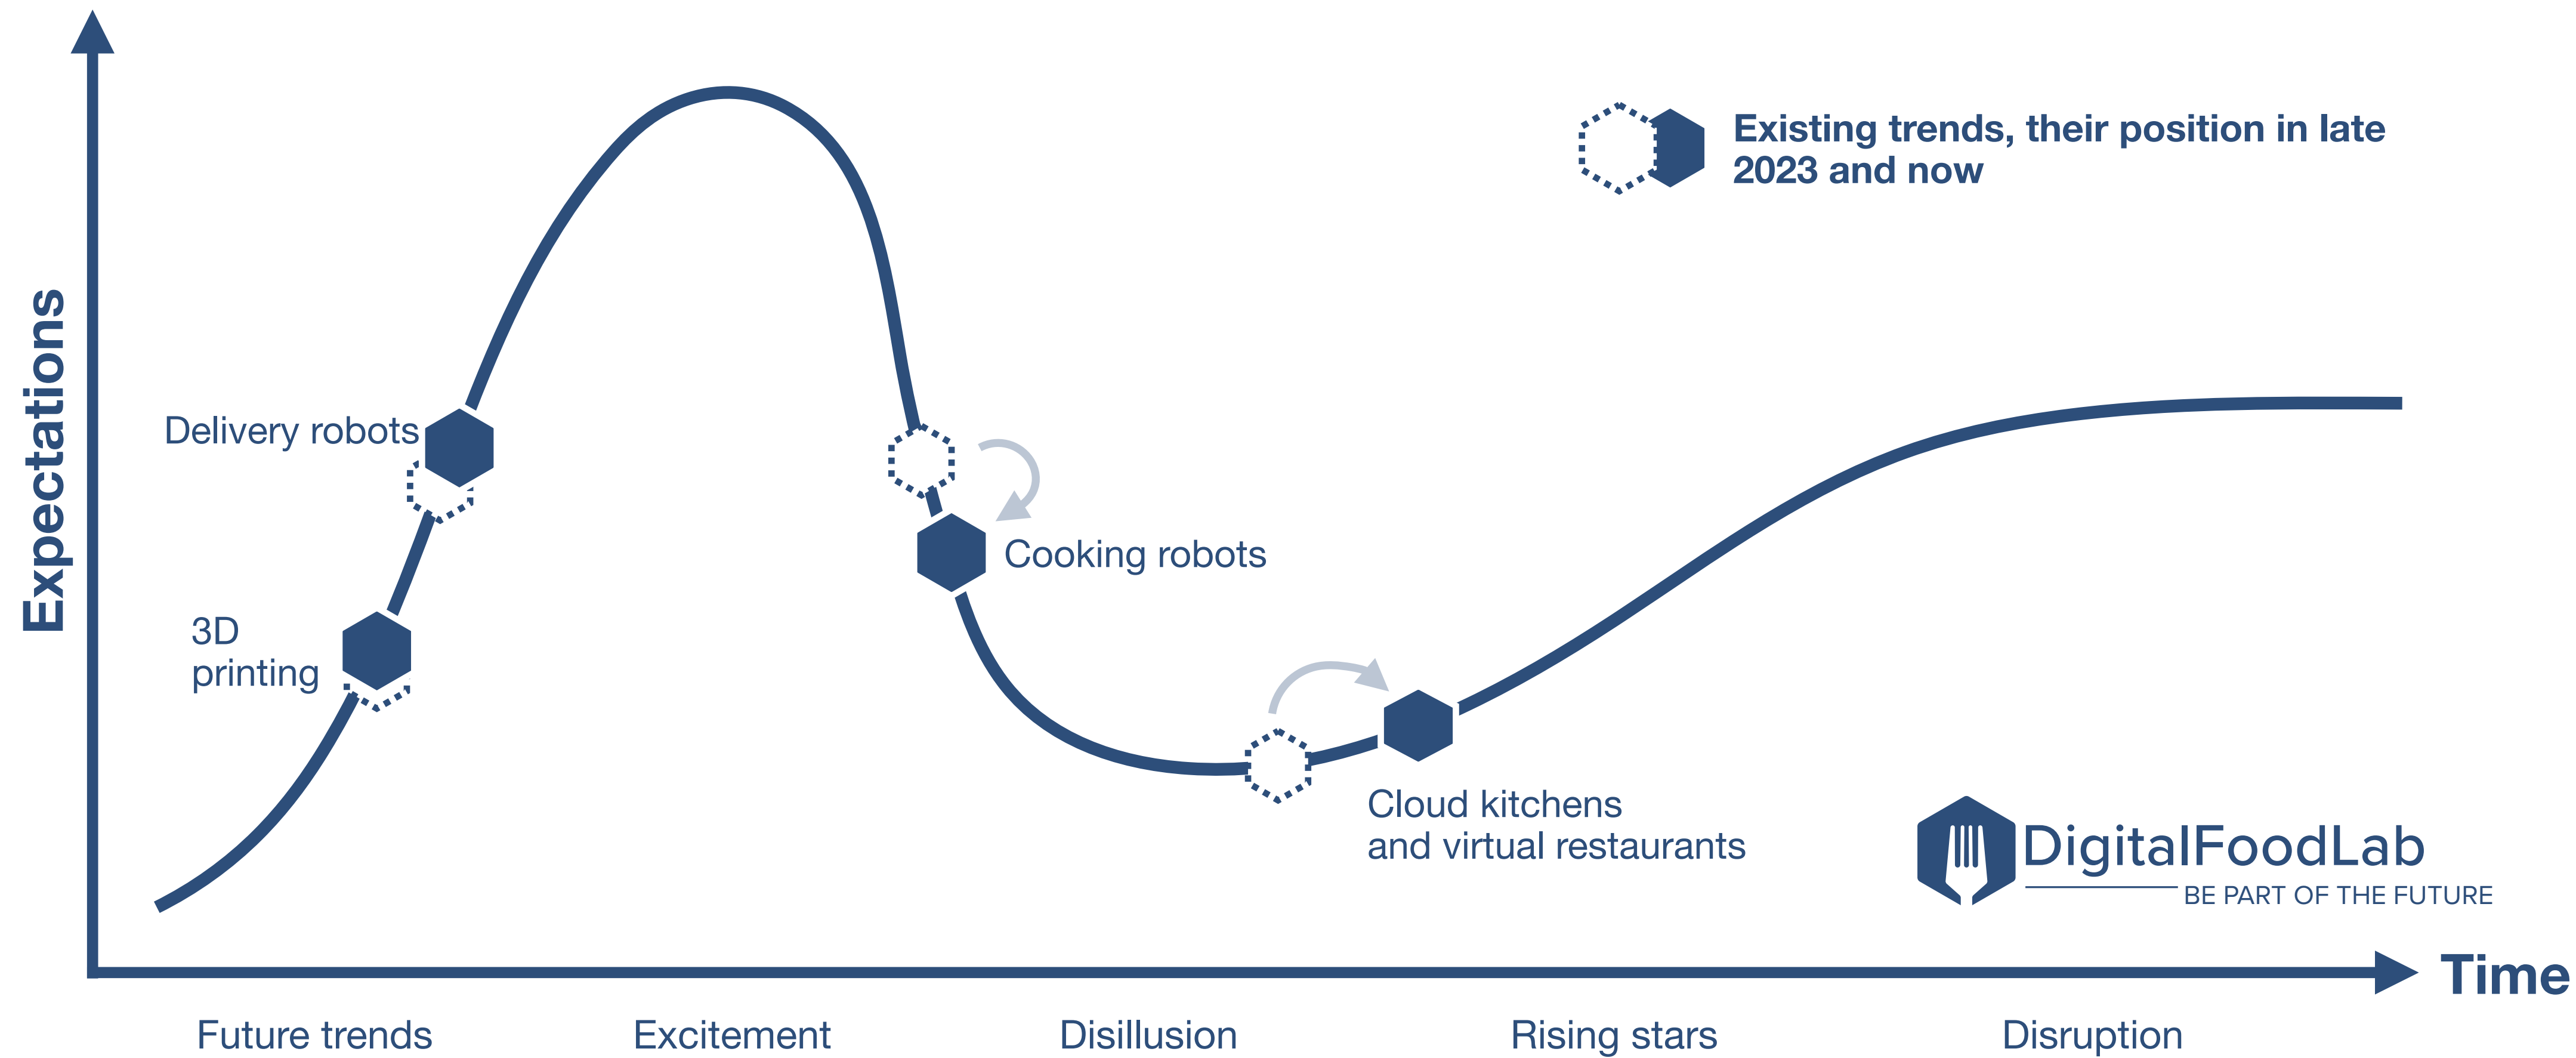 Existing trends, their position in late
2023 and now
Expectations
Delivery robots
Cooking robots
3D
printing
Cloud kitchens
and virtual restaurants
DigitalFoodLab
BE PART OF THE FUTURE
Time
Future trends
Excitement
Disillusion
Rising stars
Disruption